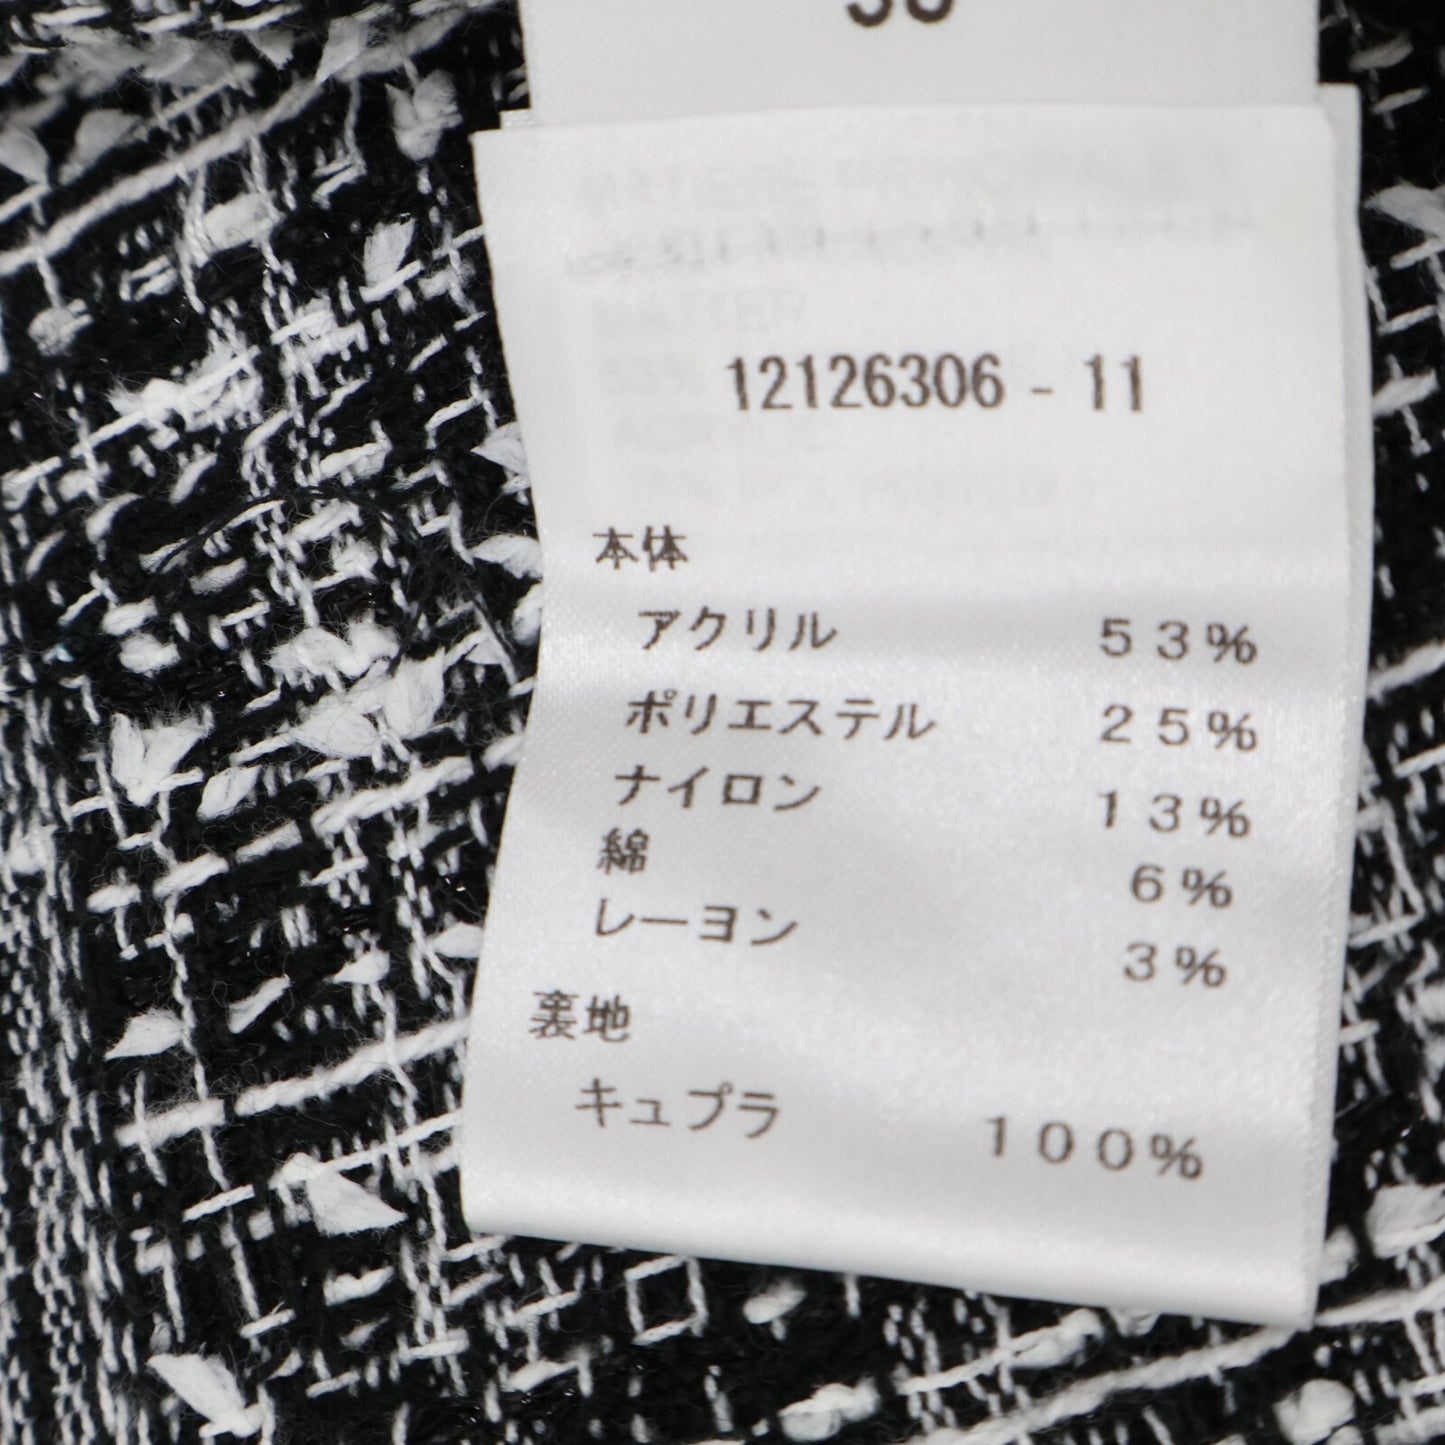 12126306 - 11
本体
アクリル 53%
ポリエステル 25%
ナイロン 13%
綿 6%
レーヨン 3%
裏地
キュプラ 100%